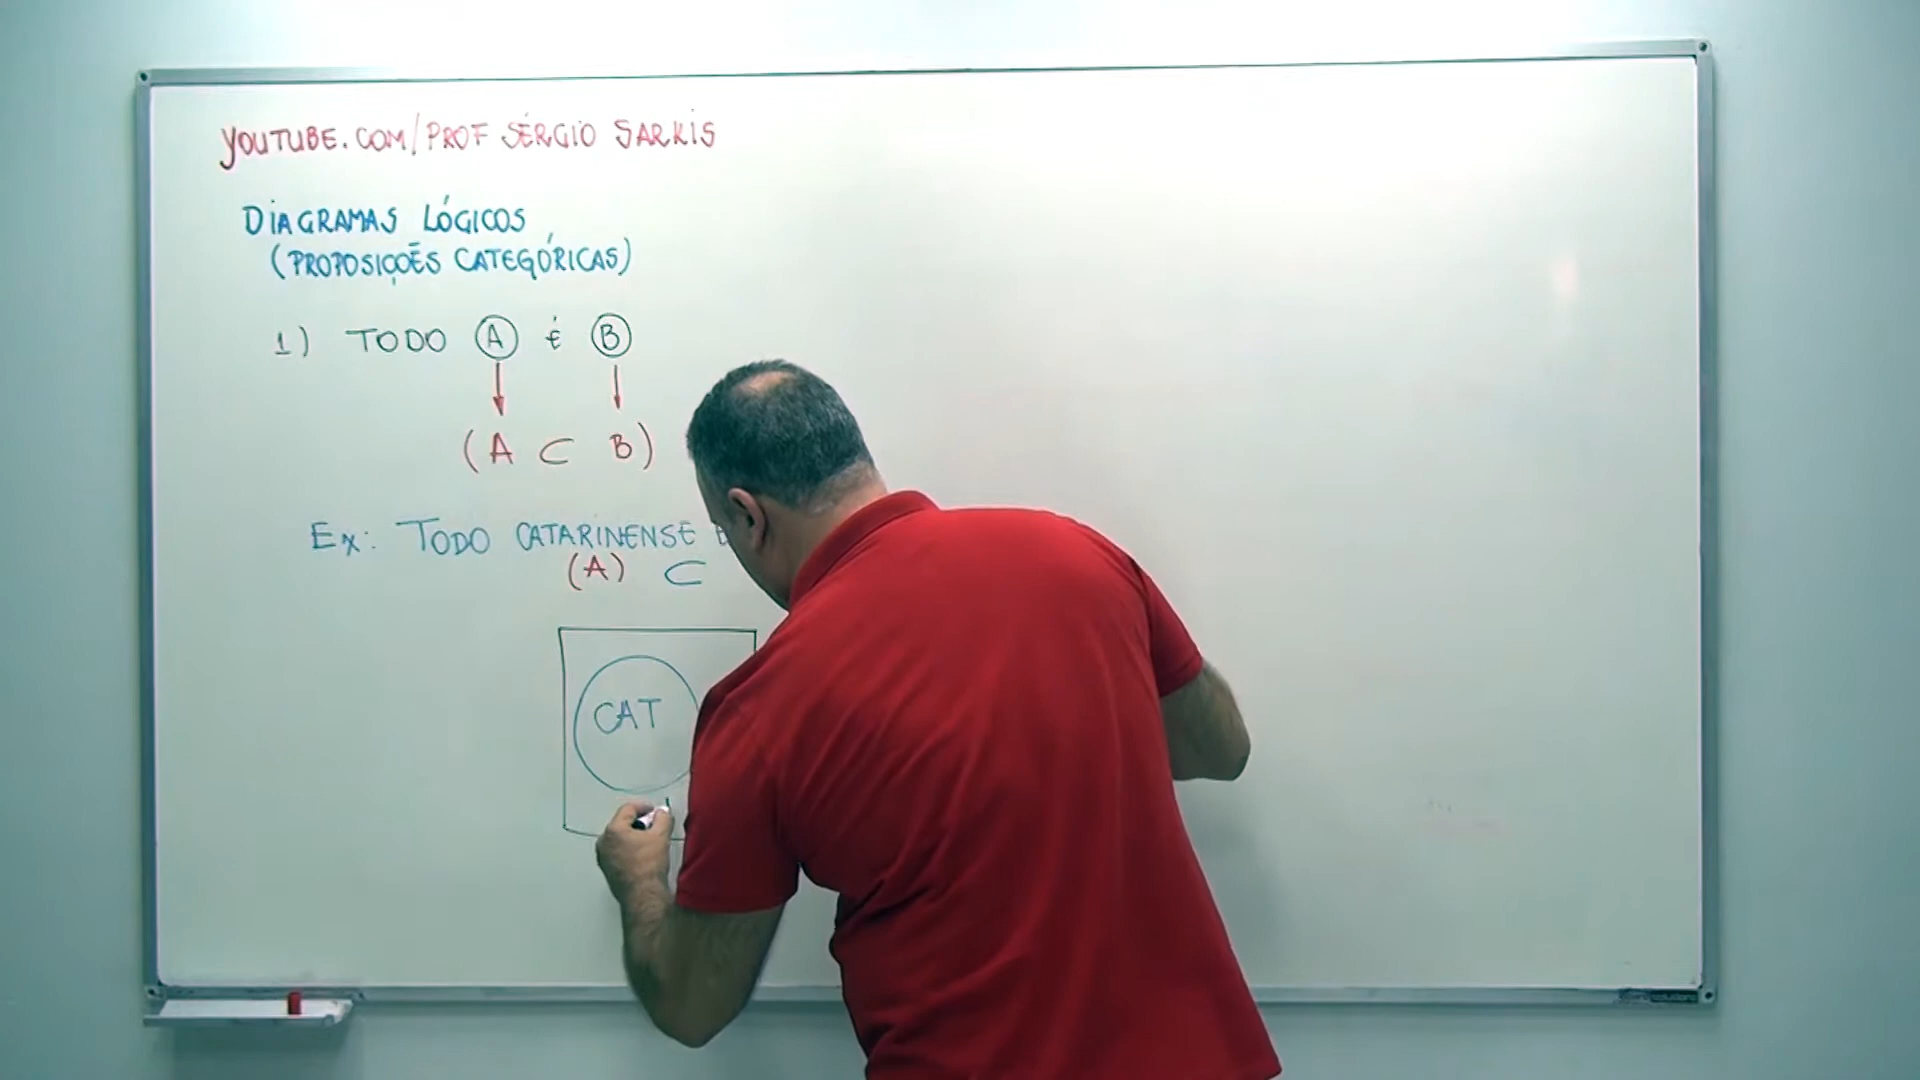 YOUTUBE.COM/PROF SÉRGIO SARKIS
DIAGRAMAS LÓGICOS
(PROPOSIÇÕES CATEGÓRICAS)
1) TODO A É B
(A ⊂ B)
Ex: TODO CATARINENSE
(A) ⊂
CAT